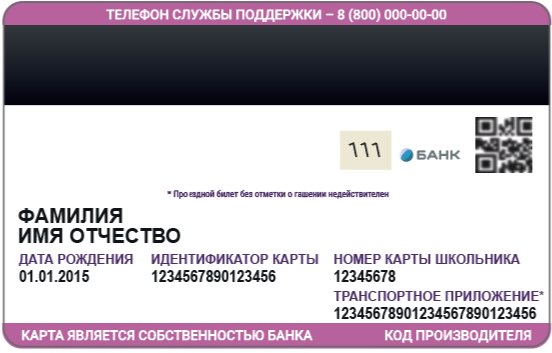 ТЕЛЕФОН СЛУЖБЫ ПОДДЕРЖКИ – 8 (800) 000-00-00
111
БАНК
* Проездной билет без отметки о гашении недействителен
ФАМИЛИЯ
ИМЯ ОТЧЕСТВО
ДАТА РОЖДЕНИЯ ИДЕНТИФИКАТОР КАРТЫ НОМЕР КАРТЫ ШКОЛЬНИКА
01.01.2015 1234567890123456 12345678
ТРАНСПОРТНОЕ ПРИЛОЖЕНИЕ*
12345678901234567890123456
КАРТА ЯВЛЯЕТСЯ СОБСТВЕННОСТЬЮ БАНКА КОД ПРОИЗВОДИТЕЛЯ